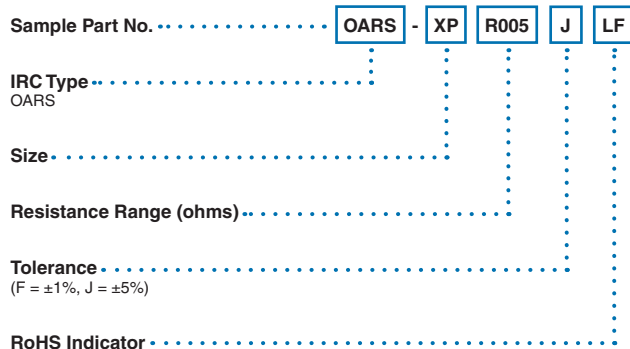 Sample Part No. OARS - XP R005 J LF
IRC Type
OARS
Size
Resistance Range (ohms)
Tolerance
(F = ±1%, J = ±5%)
RoHS Indicator